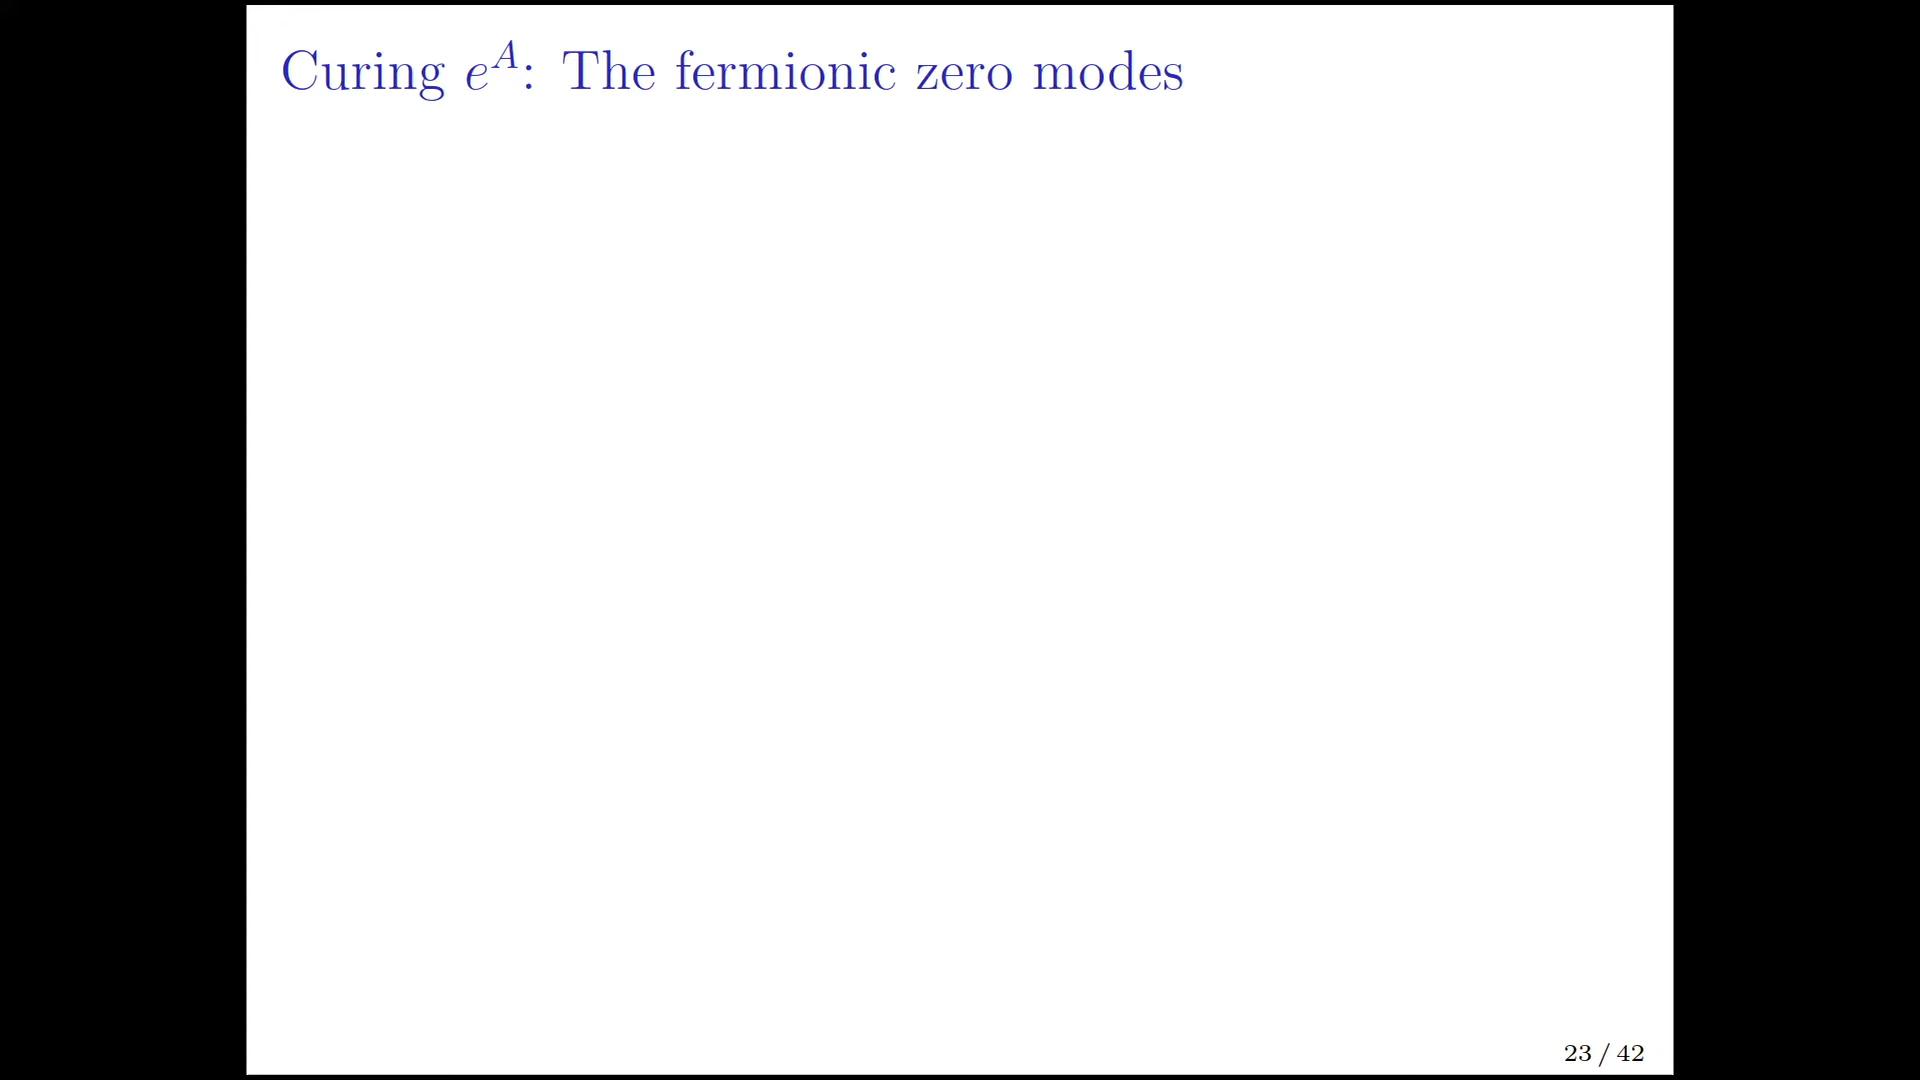 Curing $e^A$: The fermionic zero modes
23 / 42